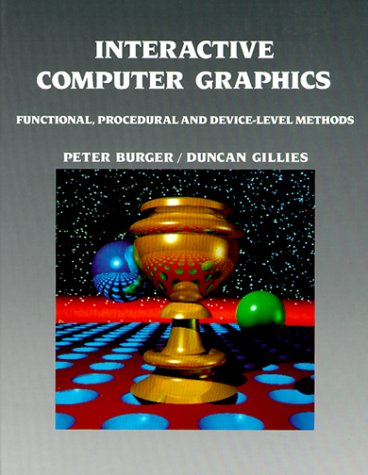 INTERACTIVE
COMPUTER GRAPHICS
FUNCTIONAL, PROCEDURAL AND DEVICE-LEVEL METHODS
PETER BURGER / DUNCAN GILLIES